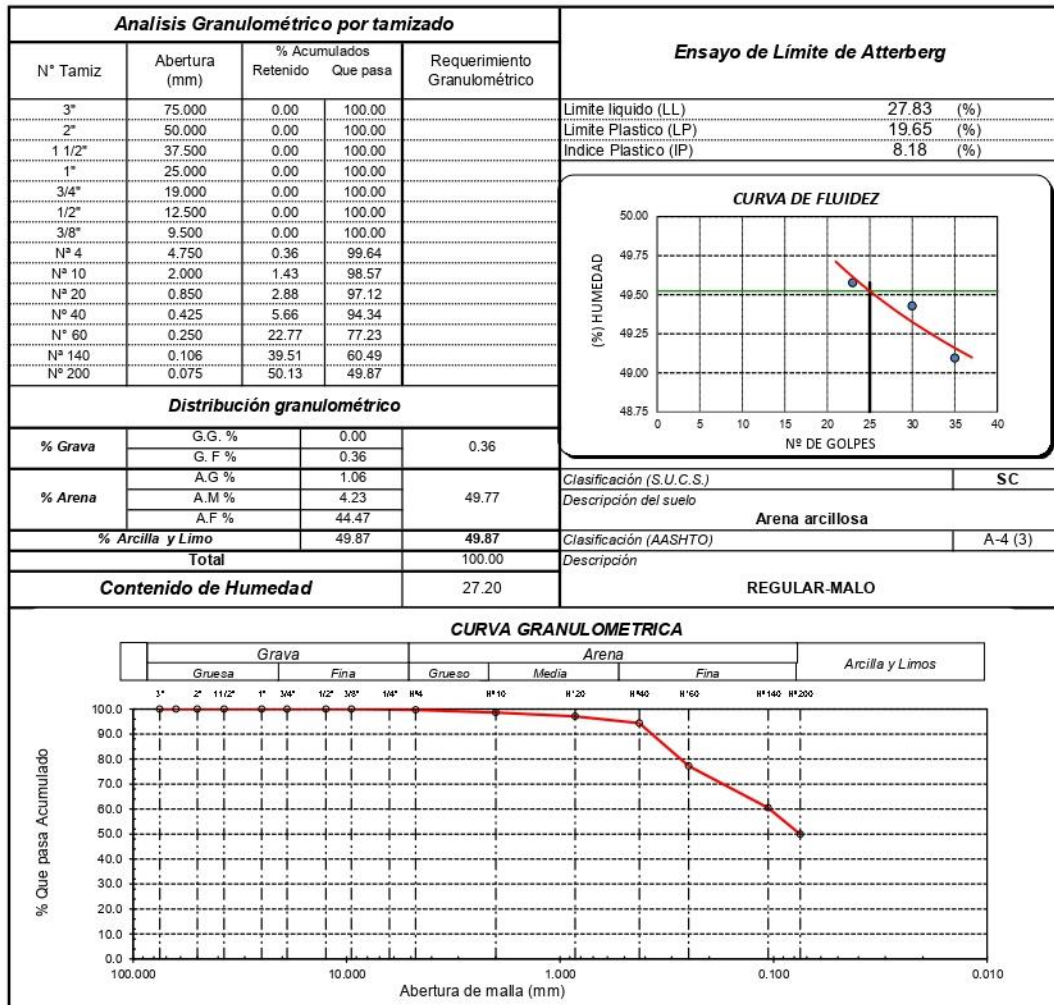 Analisis Granulométrico por tamizado
N° Tamiz Abertura (mm) % Acumulados Retenido Que pasa Requerimiento Granulométrico
3" 75.000 0.00 100.00
2" 50.000 0.00 100.00
1 1/2" 37.500 0.00 100.00
1" 25.000 0.00 100.00
3/4" 19.000 0.00 100.00
1/2" 12.500 0.00 100.00
3/8" 9.500 0.00 100.00
Nª 4 4.750 0.36 99.64
Nª 10 2.000 1.43 98.57
Nª 20 0.850 2.88 97.12
Nº 40 0.425 5.66 94.34
N° 60 0.250 22.77 77.23
Nª 140 0.106 39.51 60.49
Nº 200 0.075 50.13 49.87
Distribución granulométrico
% Grava G.G. % 0.00 0.36
G. F % 0.36
% Arena A.G % 1.06 49.77
A.M % 4.23
A.F % 44.47
% Arcilla y Limo 49.87 49.87
Total 100.00
Contenido de Humedad 27.20
Ensayo de Límite de Atterberg
Limite liquido (LL) 27.83 (%)
Limite Plastico (LP) 19.65 (%)
Indice Plastico (IP) 8.18 (%)
CURVA DE FLUIDEZ
(%) HUMEDAD
50.00
49.75
49.50
49.25
49.00
48.75
0 5 10 15 20 25 30 35 40
Nº DE GOLPES
Clasificación (S.U.C.S.) SC
Descripción del suelo
Arena arcillosa
Clasificación (AASHTO) A-4 (3)
Descripción
REGULAR-MALO
CURVA GRANULOMETRICA
Grava Arena Arcilla y Limos
Gruesa Fina Grueso Media Fina
3" 2" 11/2" 1" 3/4" 1/2" 3/8" 1/4" Nª4 Nª10 Nª20 Nª40 Nª60 Nª140 Nª200
% Que pasa Acumulado
100.0
90.0
80.0
70.0
60.0
50.0
40.0
30.0
20.0
10.0
0.0
100.000 10.000 1.000 0.100 0.010
Abertura de malla (mm)